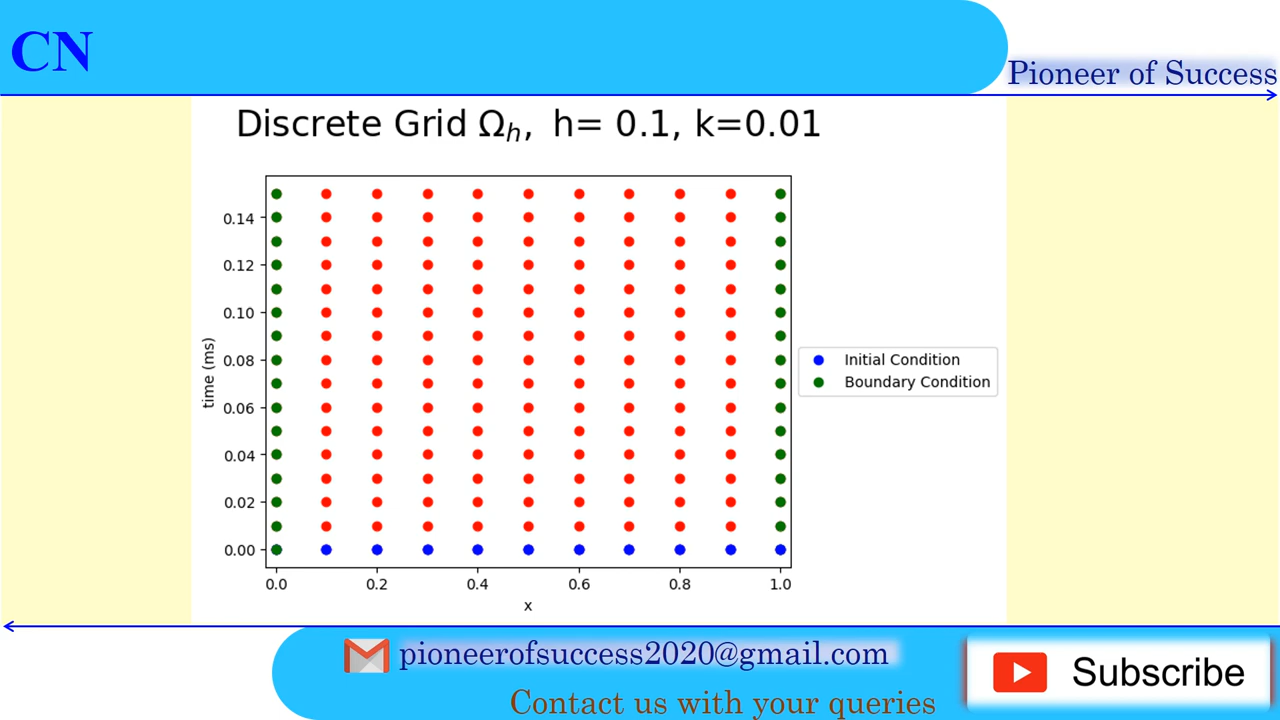 CN
Pioneer of Success
Discrete Grid Ωₕ, h= 0.1, k=0.01
0.14
0.12
0.10
0.08
0.06
0.04
0.02
0.00
time (ms)
0.0 0.2 0.4 0.6 0.8 1.0
x
Initial Condition
Boundary Condition
pioneerofsuccess2020@gmail.com
Subscribe
Contact us with your queries